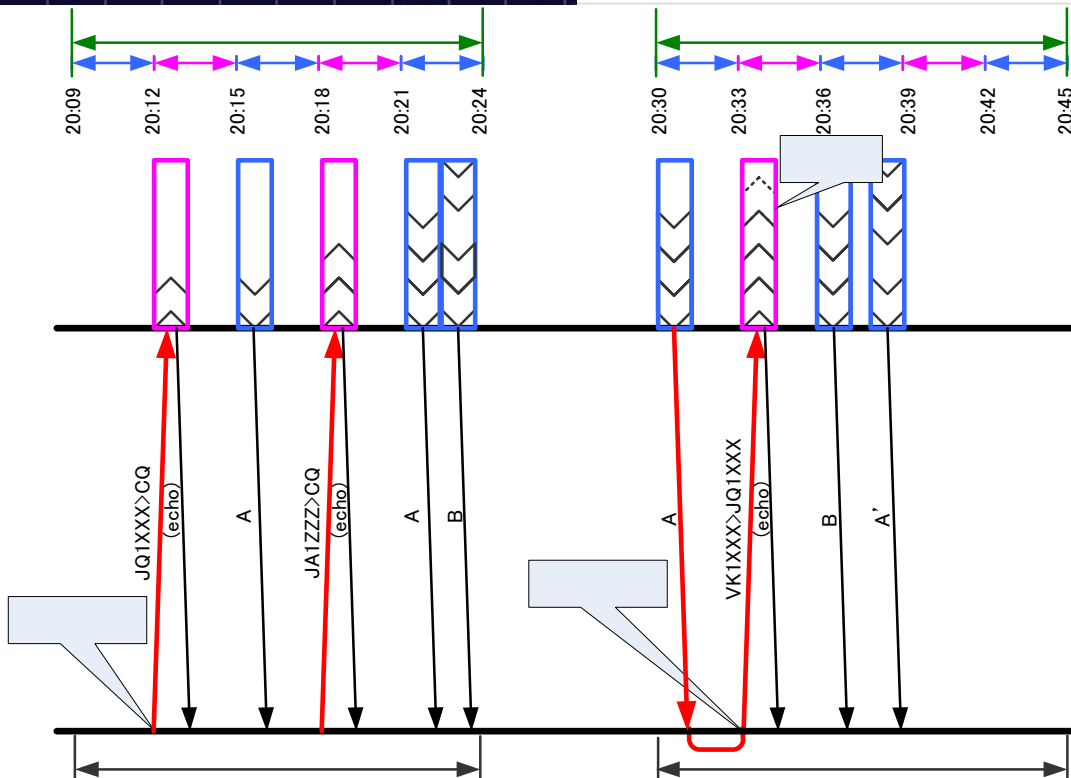 20:09
20:12
20:15
20:18
20:21
20:24
20:30
20:33
20:36
20:39
20:42
20:45
JQ1XXX>CQ
(echo)
A
JA1ZZZ>CQ
(echo)
A
B
A
VK1XXX>JQ1XXX
(echo)
B
A'